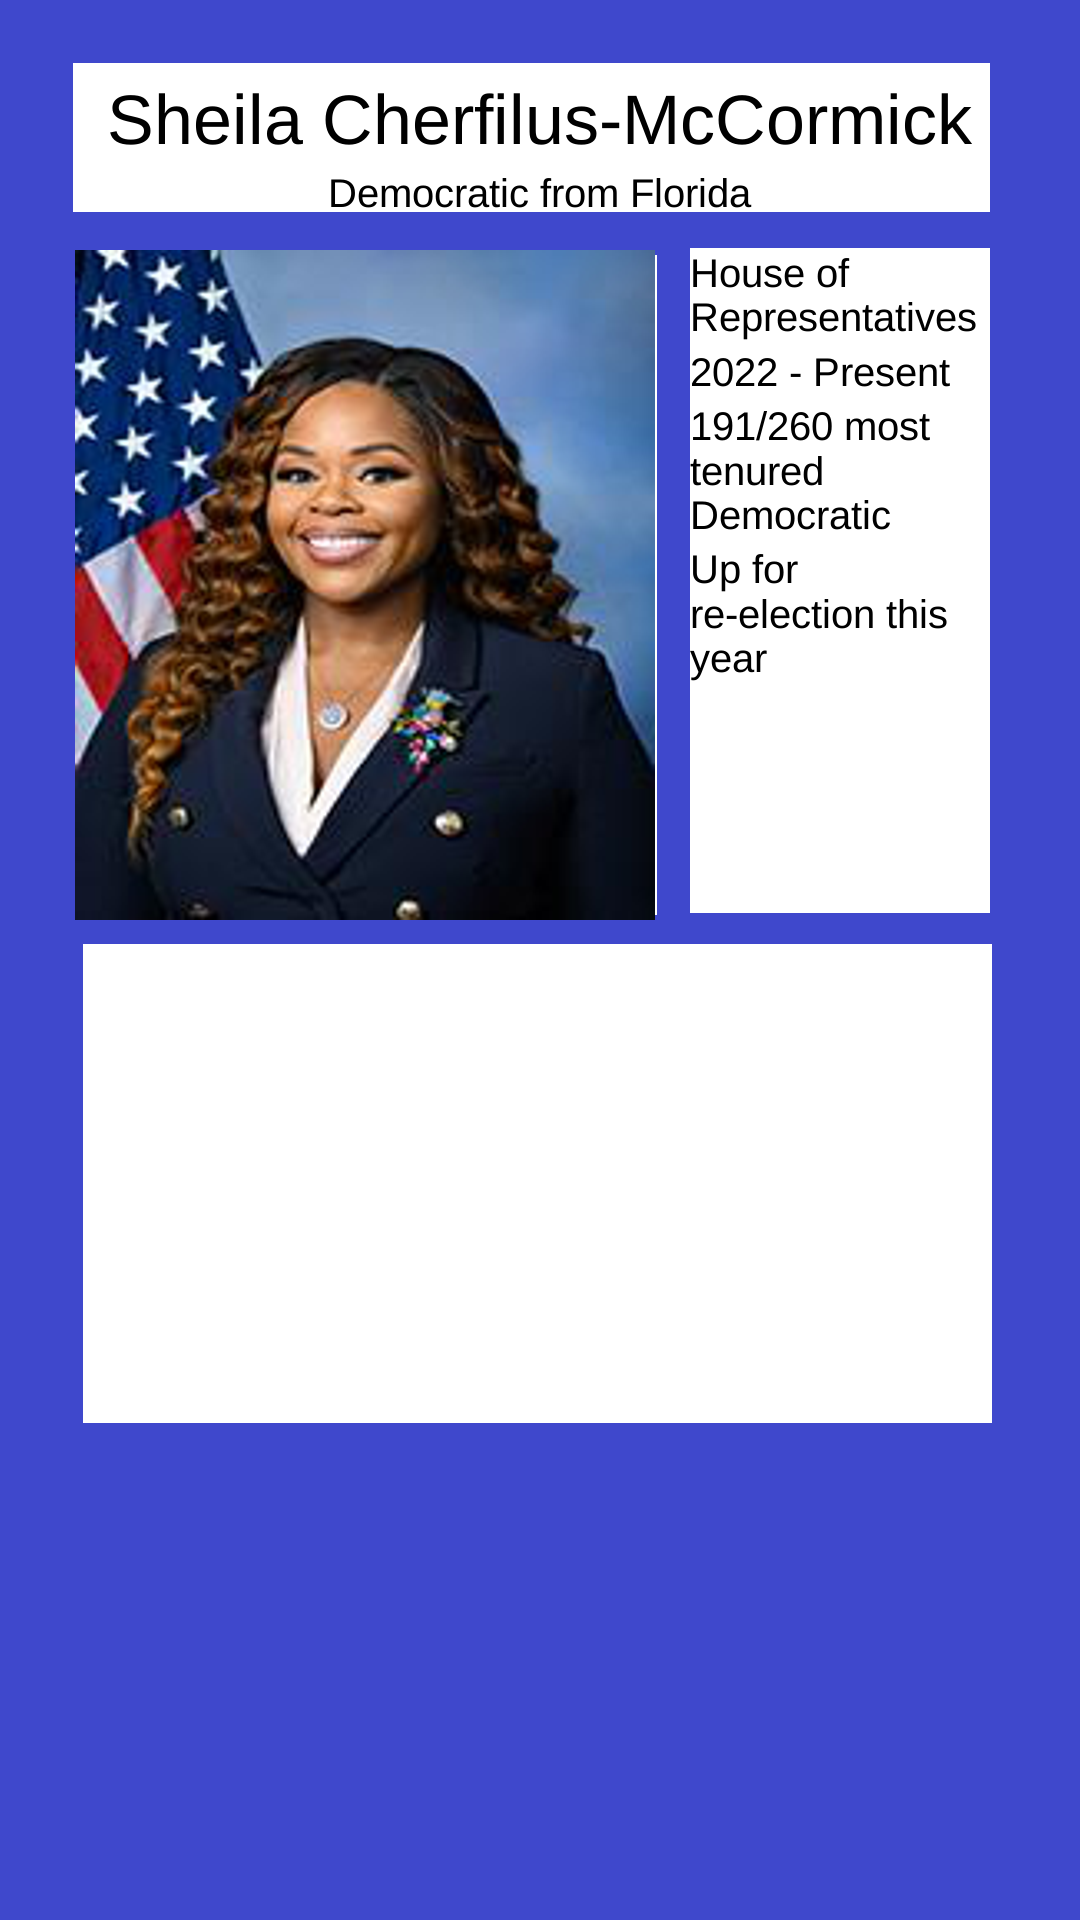 Sheila Cherfilus-McCormick
Democratic from Florida
House of
Representatives
2022 - Present
191/260 most
tenured
Democratic
Up for
re-election this
year